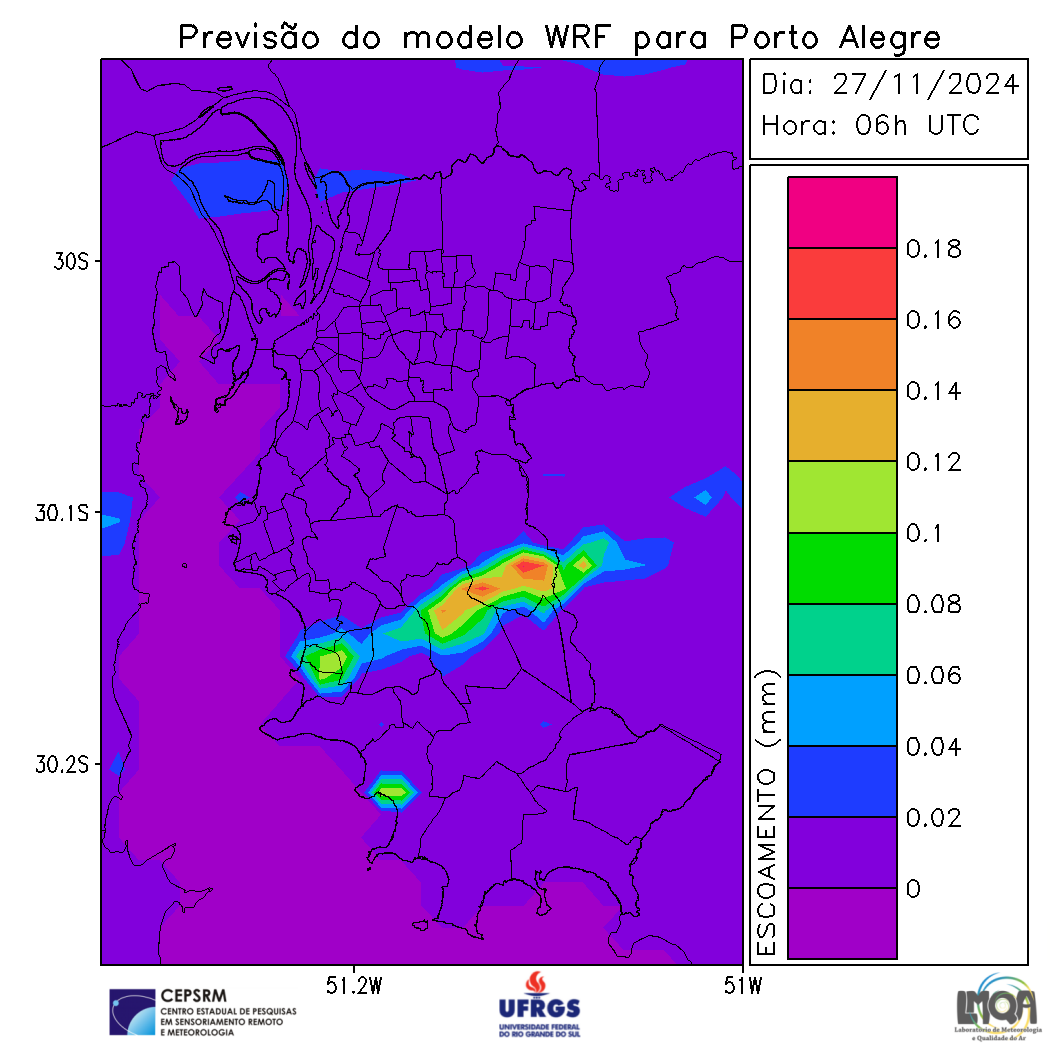 Previsão do modelo WRF para Porto Alegre
Dia: 27/11/2024
Hora: 06h UTC
30S
30.1S
30.2S
51.2W
51W
ESCOAMENTO (mm)
0.18
0.16
0.14
0.12
0.1
0.08
0.06
0.04
0.02
0
CEPSRM
CENTRO ESTADUAL DE PESQUISAS
EM SENSORIAMENTO REMOTO
E METEOROLOGIA
UFRGS
UNIVERSIDADE FEDERAL
DO RIO GRANDE DO SUL
LMQA
Laboratório de Meteorologia
e Qualidade do Ar